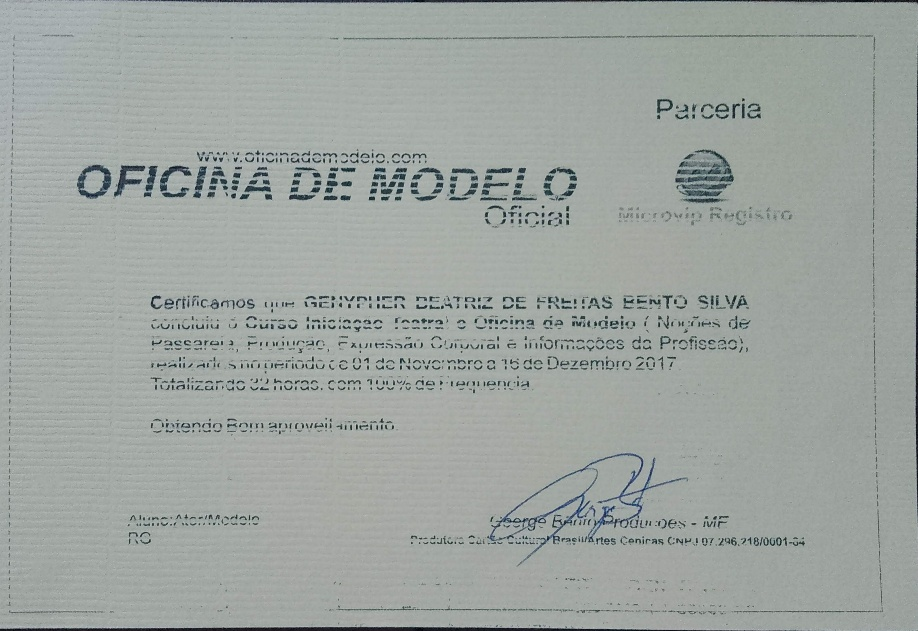 Parceria
www.oficinademodelo.com
OFICINA DE MODELO
Oficial
Microvip Registro
Certificamos que GENYPHER BEATRIZ DE FREITAS BENTO SILVA
concluiu o Curso Iniciação Teatral e Oficina de Modelo ( Noções de
Passarela, Produção, Expressão Corporal e Informações da Profissão),
realizados no período de 01 de Novembro a 16 de Dezembro 2017
Totalizando 32 horas, com 100% de Frequencia.
Obtendo Bom aproveitamento.
Aluno:Ator/Modelo
RG
George Bento Produções - MF
Produtora Cartão Cultural Brasil/Artes Cenicas CNPJ 07.296.218/0001-